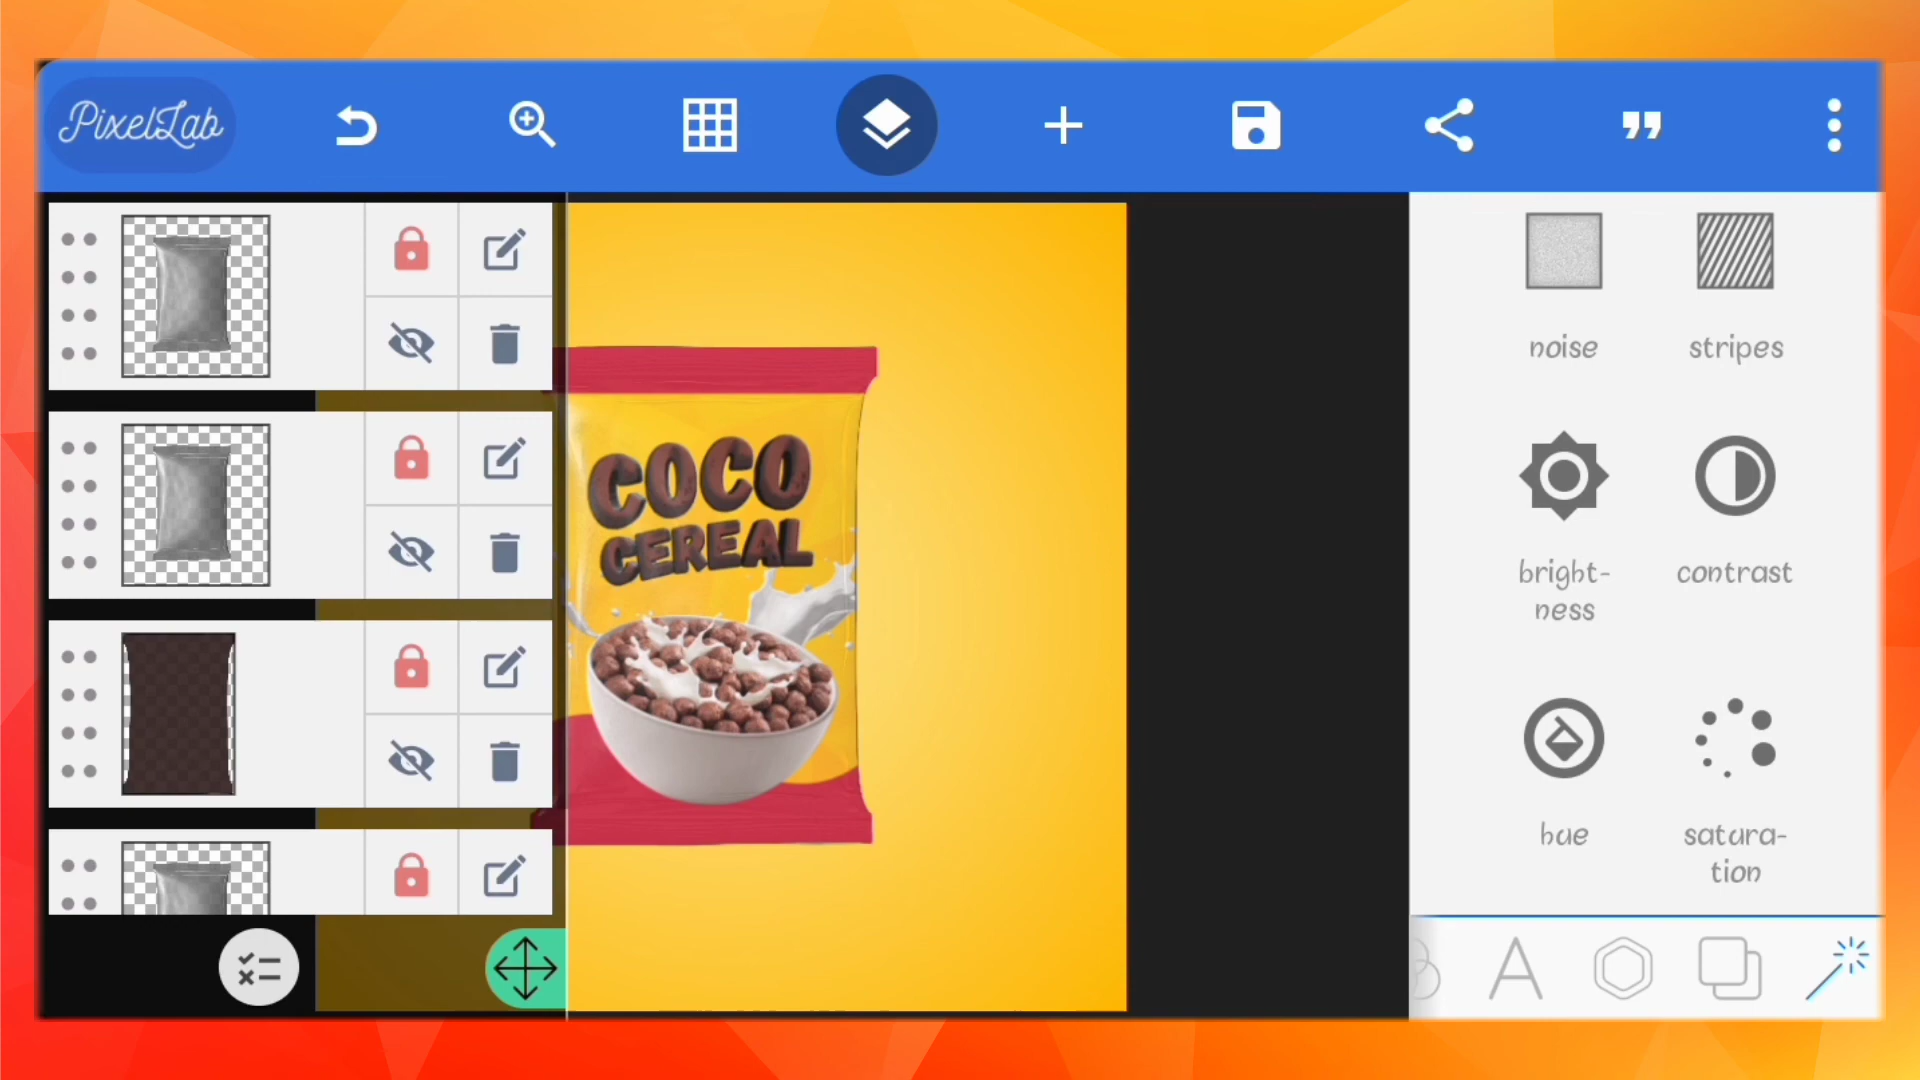 PixelLab
noise
stripes
COCO
CEREAL
bright-
ness
contrast
hue
satura-
tion